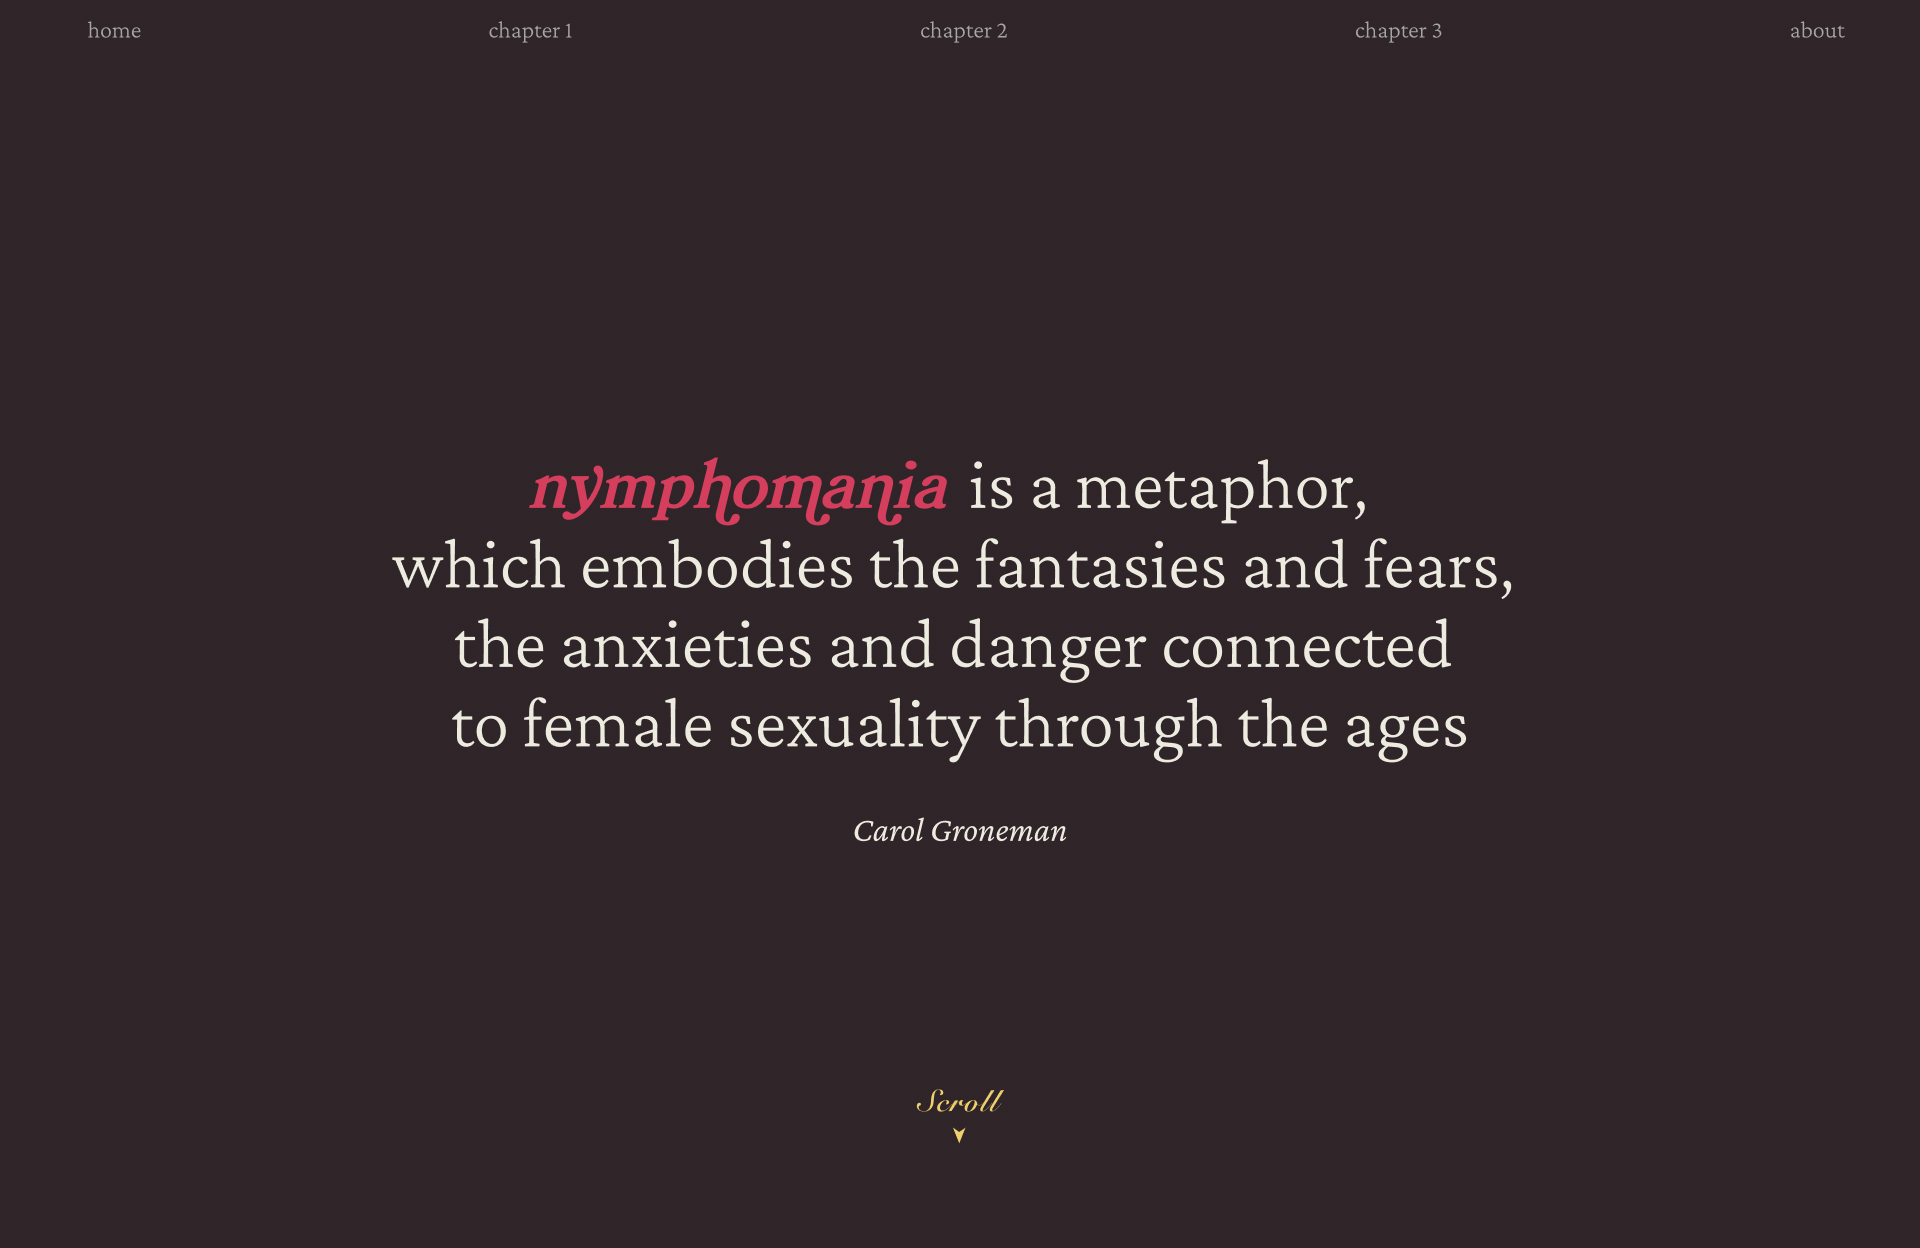 home chapter 1 chapter 2 chapter 3 about
nymphomania is a metaphor,
which embodies the fantasies and fears,
the anxieties and danger connected
to female sexuality through the ages
Carol Groneman
Scroll